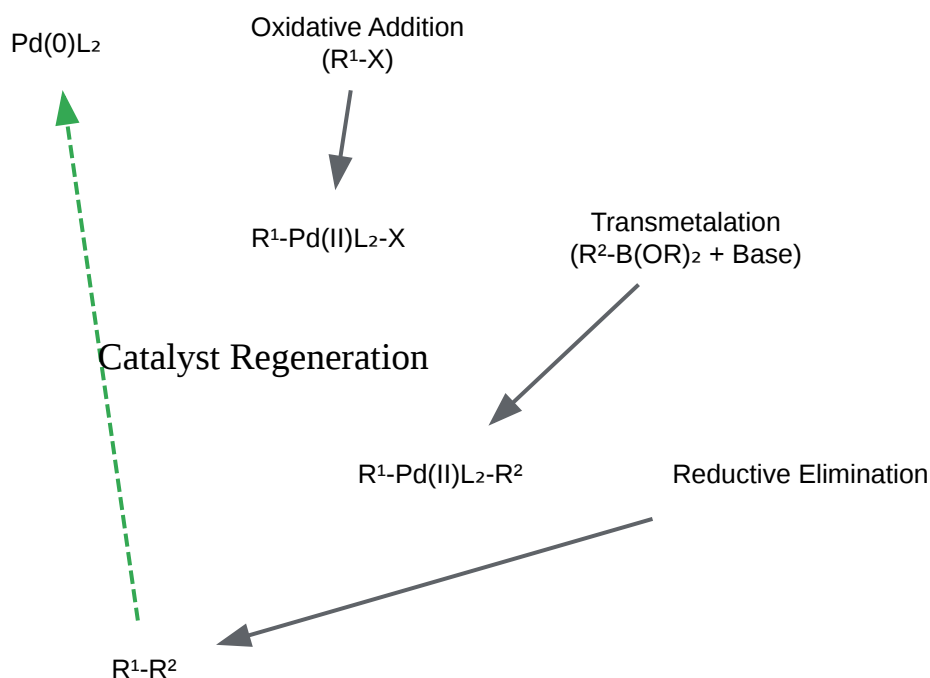 Pd(0)L₂
Oxidative Addition
(R¹-X)
R¹-Pd(II)L₂-X
Transmetalation
(R²-B(OR)₂ + Base)
Catalyst Regeneration
R¹-Pd(II)L₂-R²
Reductive Elimination
R¹-R²